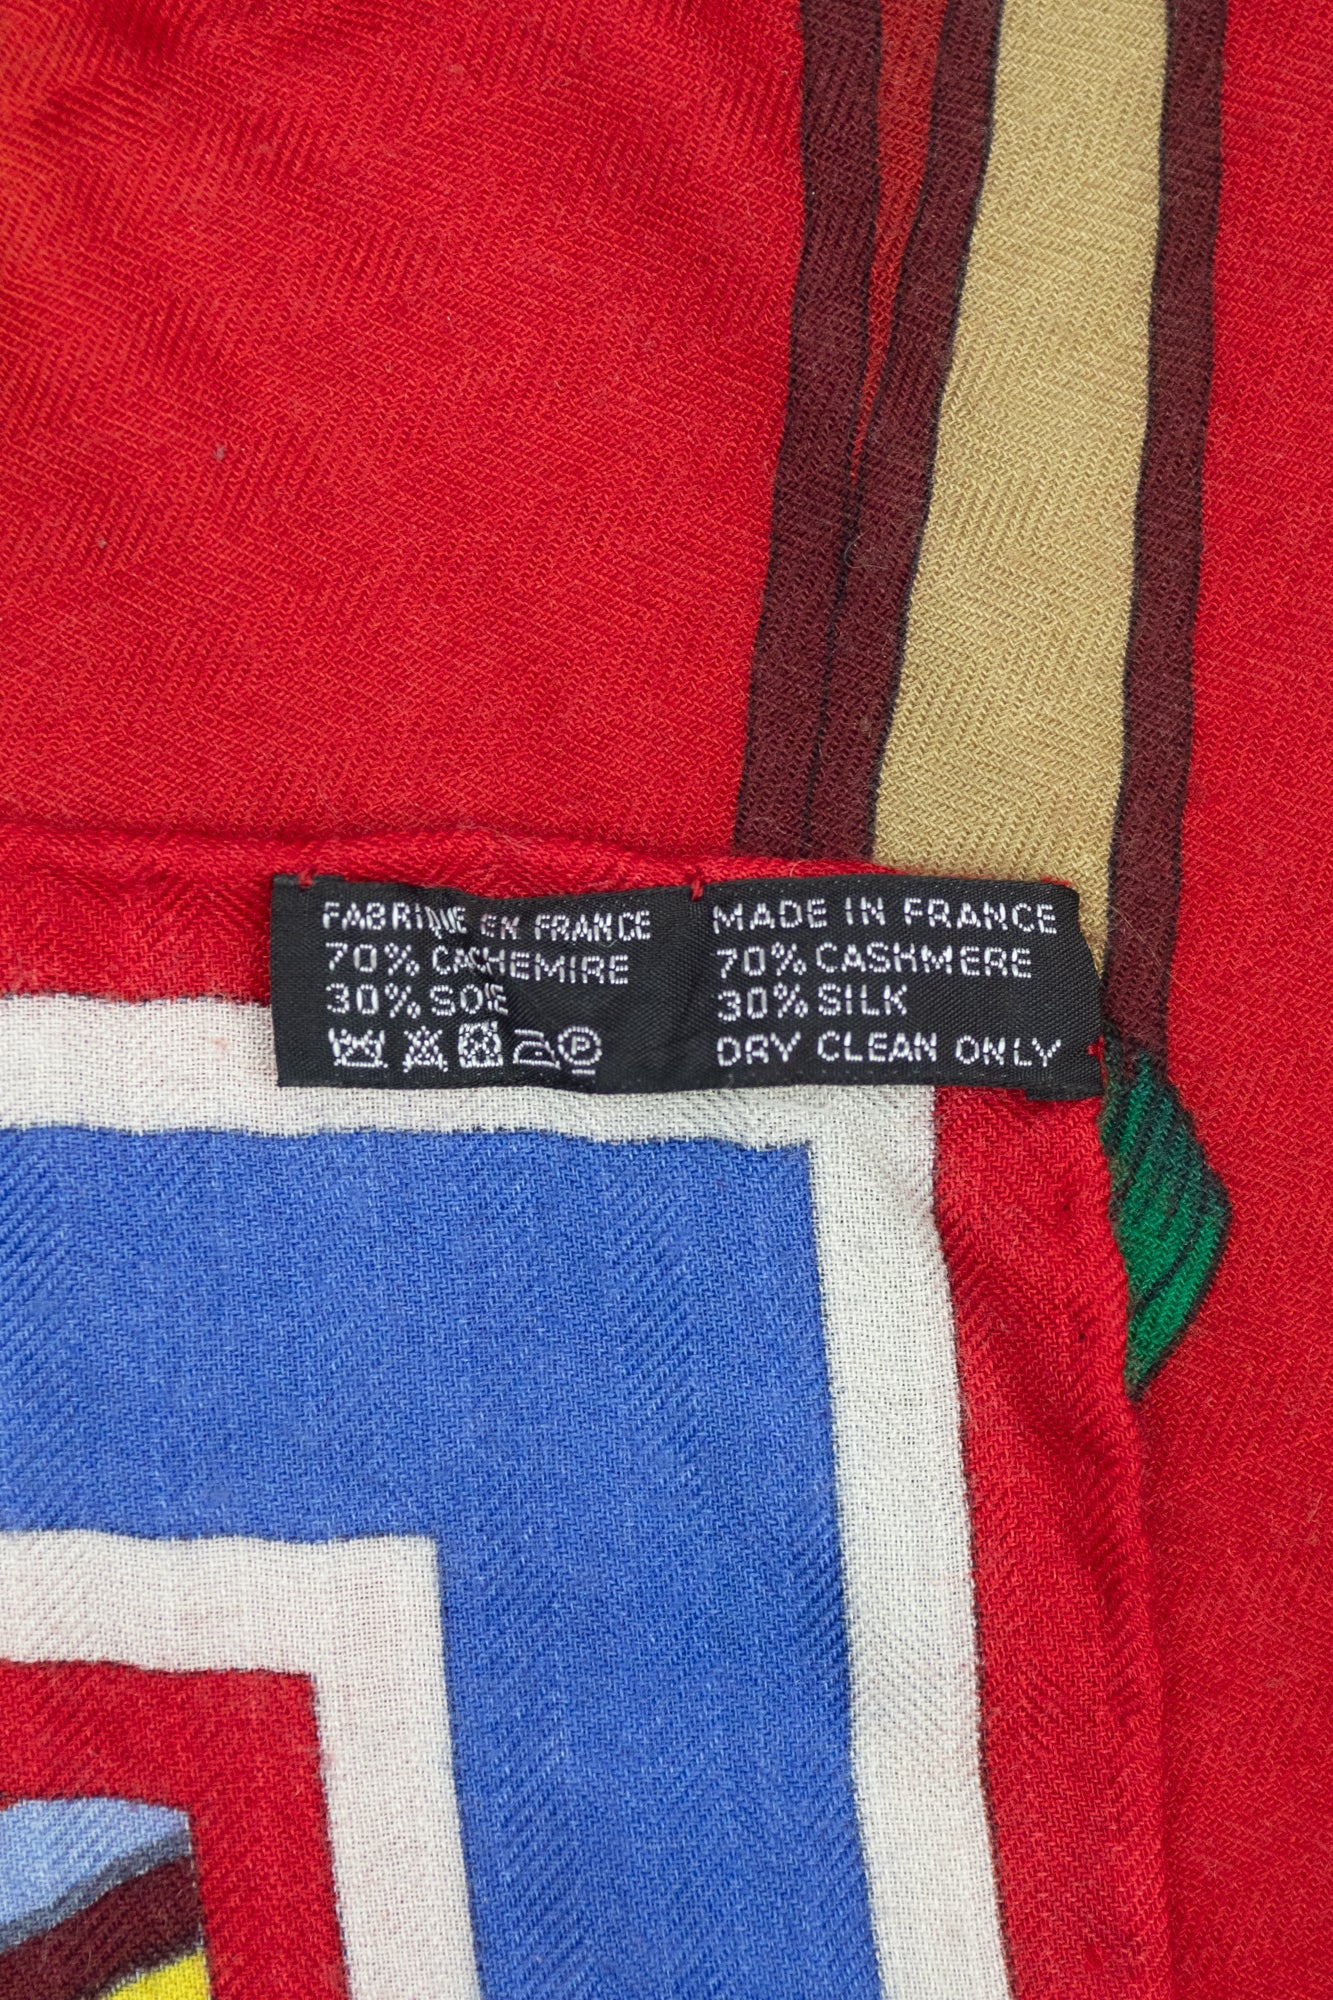 FABRIQUE EN FRANCE
70% CACHEMIRE
30% SOIE
MADE IN FRANCE
70% CASHMERE
30% SILK
DRY CLEAN ONLY
P